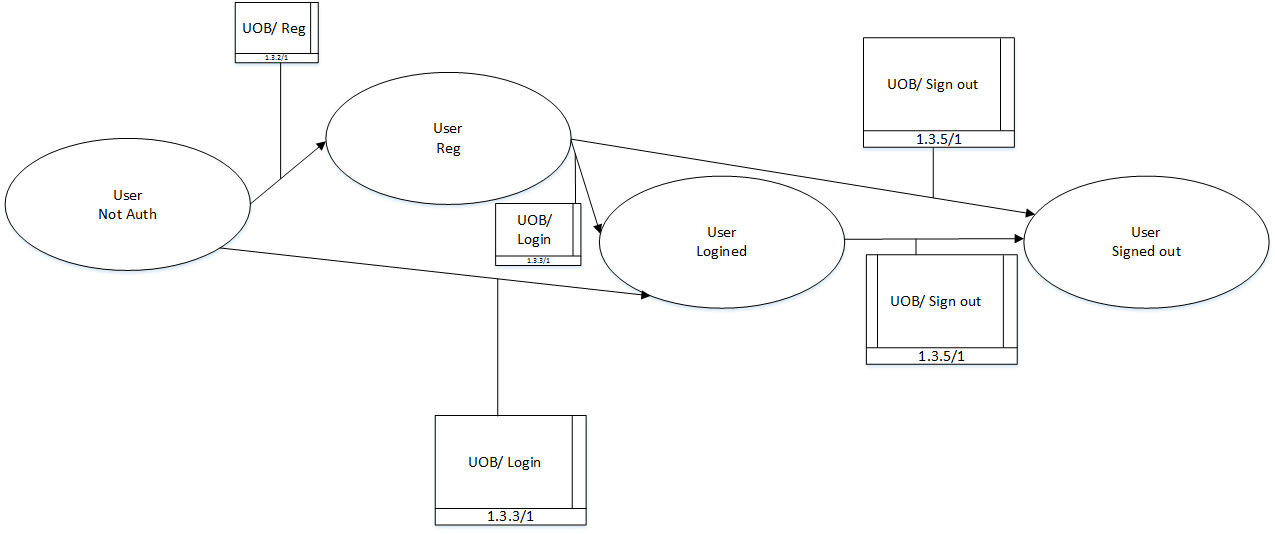 UOB/ Reg
1.3.2/1
User
Reg
UOB/ Sign out
1.3.5/1
User
Not Auth
UOB/
Login
1.3.3/1
User
Logined
User
Signed out
UOB/ Sign out
1.3.5/1
UOB/ Login
1.3.3/1